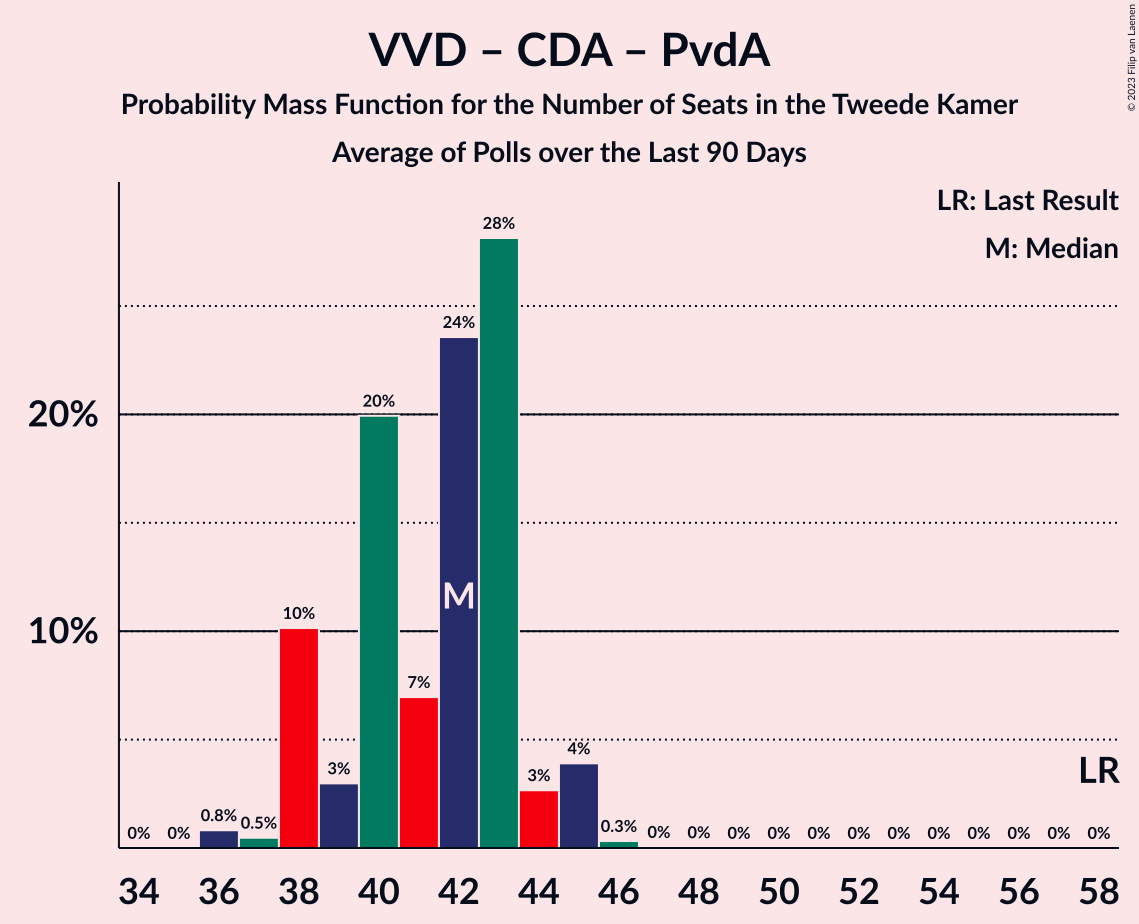 VVD – CDA – PvdA
Probability Mass Function for the Number of Seats in the Tweede Kamer
Average of Polls over the Last 90 Days
© 2023 Filip van Laenen
LR: Last Result
M: Median
28%
24%
20%
20%
M
10%
10%
7%
4%
3%
3%
LR
0.8%
0.5%
0.3%
0% 0% 0% 0% 0% 0% 0% 0% 0% 0% 0% 0% 0% 0%
34 36 38 40 42 44 46 48 50 52 54 56 58